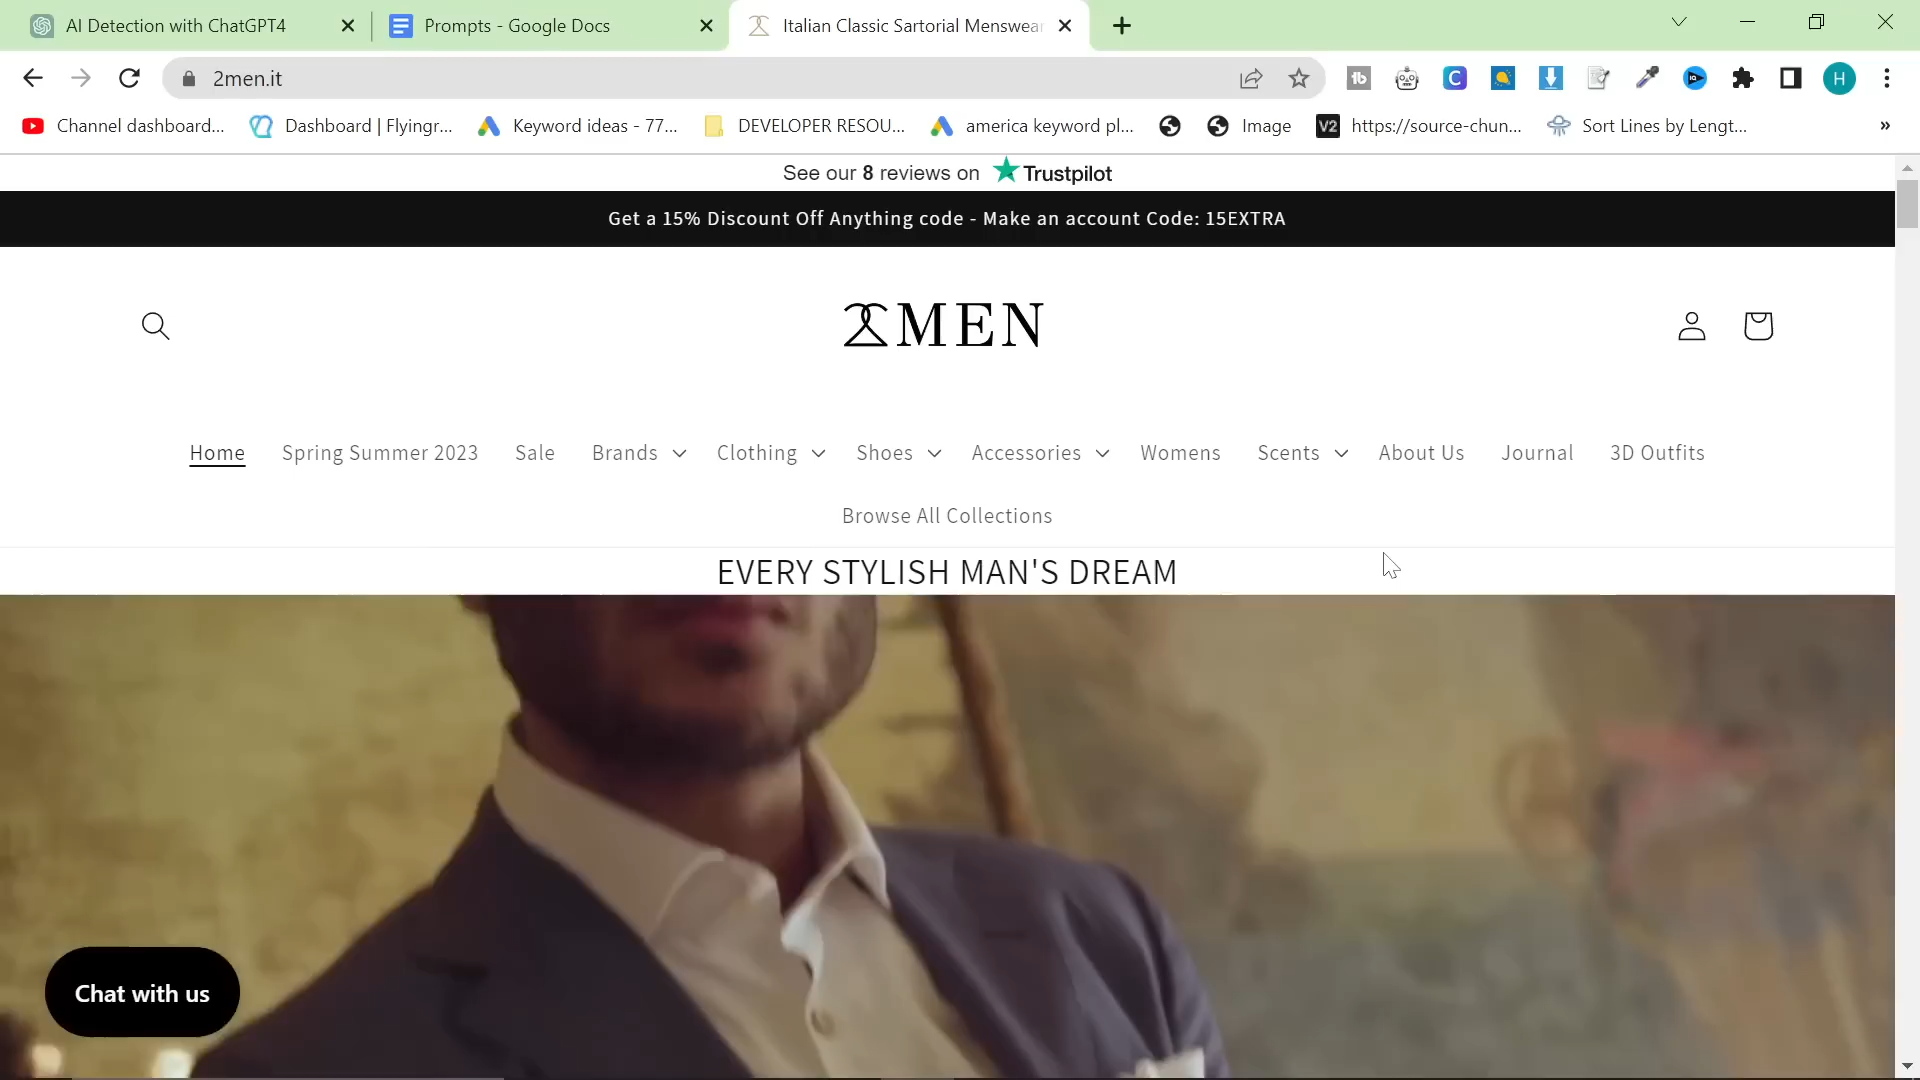 AI Detection with ChatGPT4
Prompts - Google Docs
Italian Classic Sartorial Menswear
2men.it
tb
C
H
Channel dashboard...
Dashboard | Flyingr...
Keyword ideas - 77...
DEVELOPER RESOU...
america keyword pl...
Image
V2
https://source-chun...
Sort Lines by Lengt...
»
See our 8 reviews on Trustpilot
Get a 15% Discount Off Anything code - Make an account Code: 15EXTRA
2MEN
Home Spring Summer 2023 Sale Brands Clothing Shoes Accessories Womens Scents About Us Journal 3D Outfits
Browse All Collections
EVERY STYLISH MAN'S DREAM
Chat with us